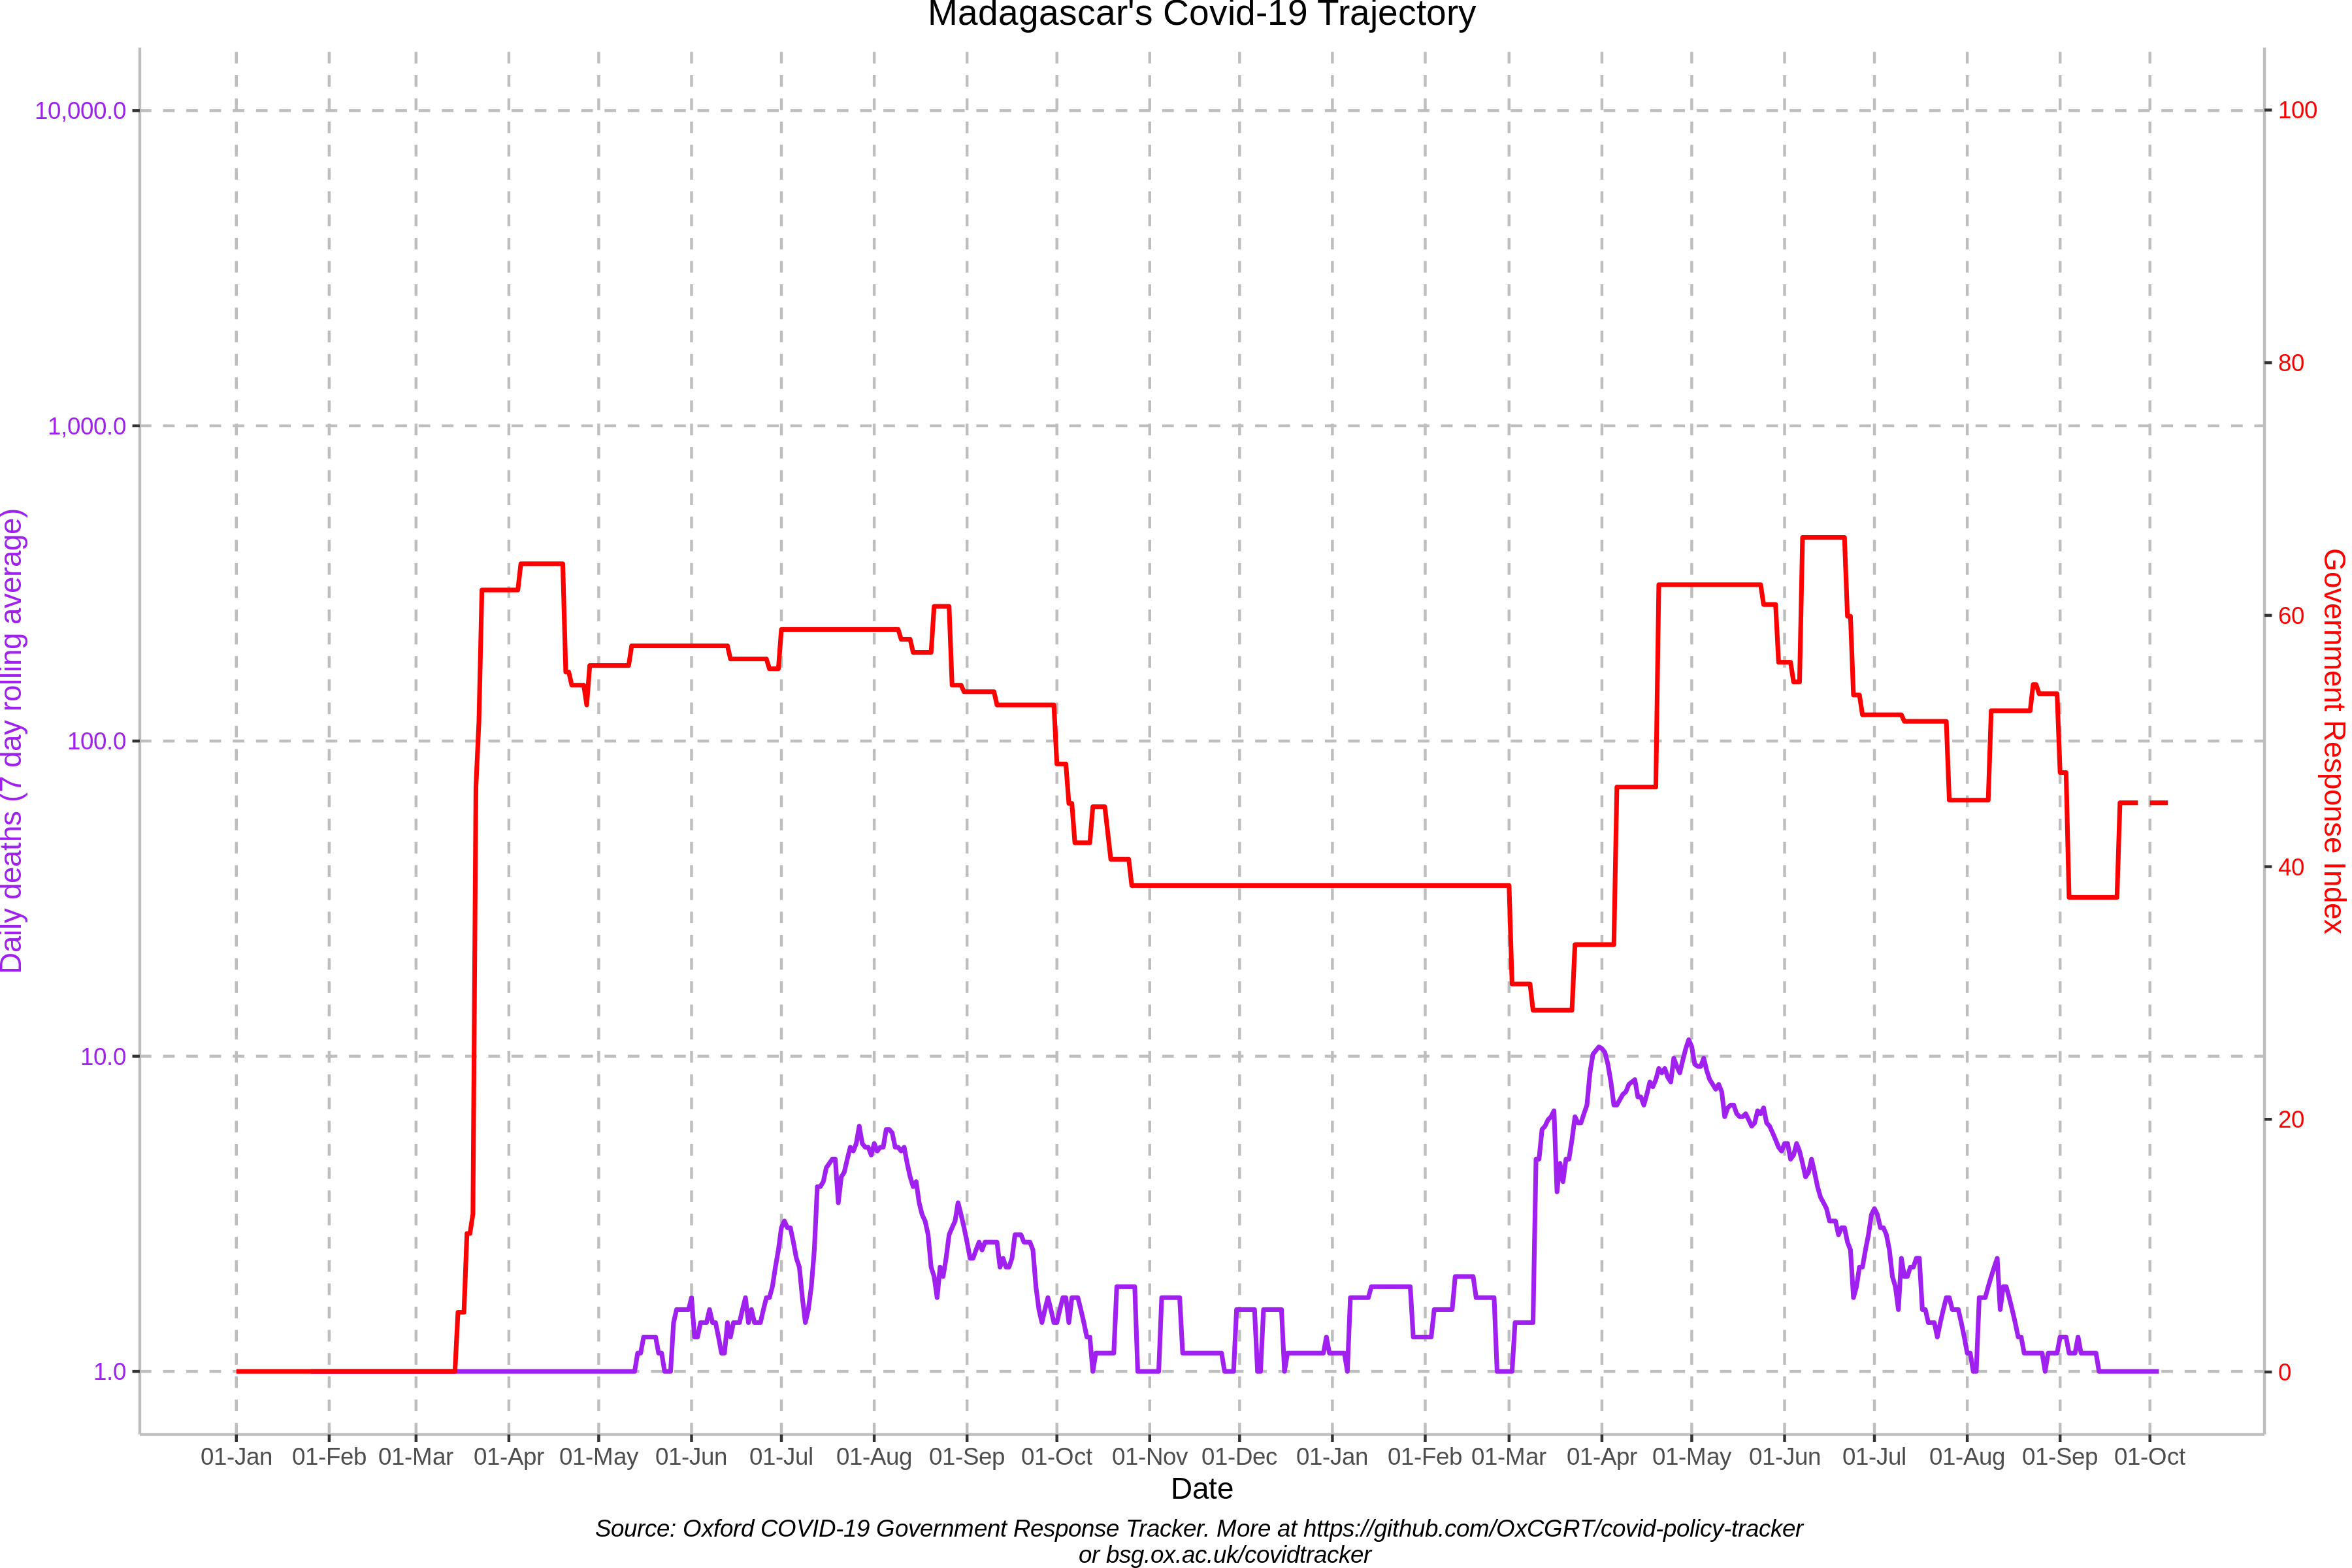 Madagascar's Covid-19 Trajectory
10,000.0
1,000.0
100.0
10.0
1.0
Daily deaths (7 day rolling average)
100
80
60
40
20
0
Government Response Index
01-Jan 01-Feb 01-Mar 01-Apr 01-May 01-Jun 01-Jul 01-Aug 01-Sep 01-Oct 01-Nov 01-Dec 01-Jan 01-Feb 01-Mar 01-Apr 01-May 01-Jun 01-Jul 01-Aug 01-Sep 01-Oct
Date
Source: Oxford COVID-19 Government Response Tracker. More at https://github.com/OxCGRT/covid-policy-tracker
or bsg.ox.ac.uk/covidtracker